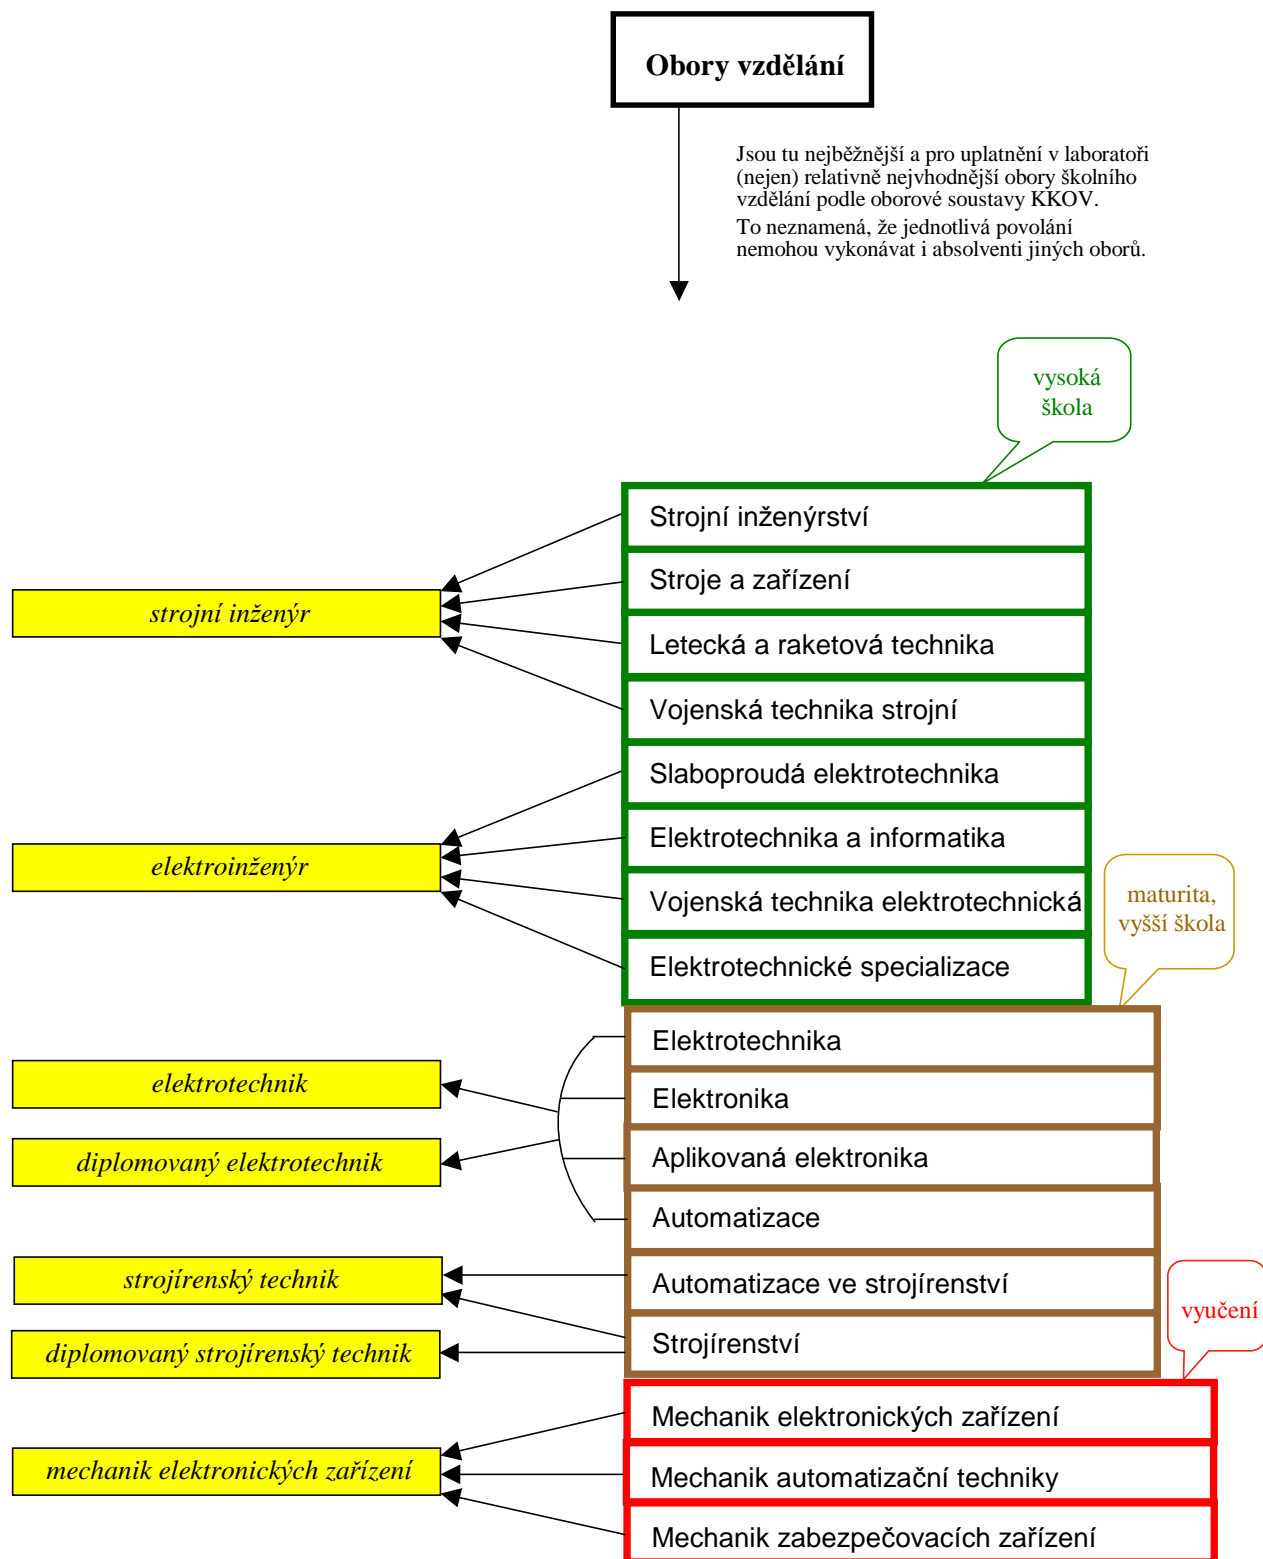 Obory vzdělání
Jsou tu nejběžnější a pro uplatnění v laboratoři
(nejen) relativně nejvhodnější obory školního
vzdělání podle oborové soustavy KKOV.
To neznamená, že jednotlivá povolání
nemohou vykonávat i absolventi jiných oborů.
vysoká
škola
Strojní inženýrství
Stroje a zařízení
strojní inženýr
Letecká a raketová technika
Vojenská technika strojní
Slaboproudá elektrotechnika
Elektrotechnika a informatika
elektroinženýr
Vojenská technika elektrotechnická
maturita,
vyšší škola
Elektrotechnické specializace
Elektrotechnika
elektrotechnik
Elektronika
diplomovaný elektrotechnik
Aplikovaná elektronika
Automatizace
strojírenský technik
Automatizace ve strojírenství
vyučení
diplomovaný strojírenský technik
Strojírenství
Mechanik elektronických zařízení
mechanik elektronických zařízení
Mechanik automatizační techniky
Mechanik zabezpečovacích zařízení